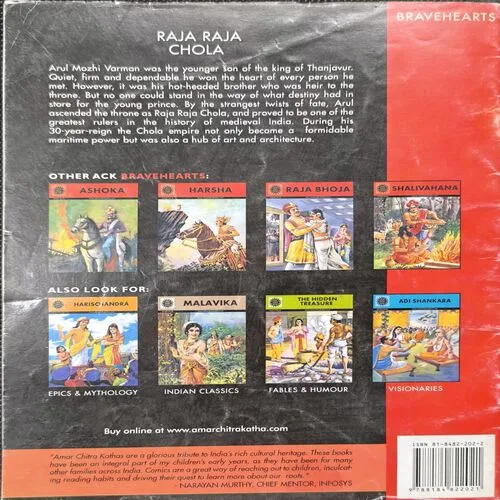 BRAVEHEARTS
RAJA RAJA
CHOLA
Arul Mozhi Varman was the younger son of the king of Thanjavur.
Quiet, firm and dependable he won the heart of every person he
met. However, it was his hot-headed brother who was heir to the
throne. But no one could stand in the way of what destiny had in
store for the young prince. By the strangest twists of fate, Arul
ascended the throne as Raja Raja Chola, and proved to be one of the
greatest rulers in the history of medieval India. During his
30-year-reign the Chola empire not only became a formidable
maritime power but was also a hub of art and architecture.
OTHER ACK BRAVEHEARTS:
ASHOKA
HARSHA
RAJA BHOJA
SHALIVAHANA
ALSO LOOK FOR:
HARISCHANDRA
MALAVIKA
THE HIDDEN
TREASURE
ADI SHANKARA
EPICS & MYTHOLOGY
INDIAN CLASSICS
FABLES & HUMOUR
VISIONARIES
Buy online at www.amarchitrakatha.com
"Amar Chitra Kathas are a glorious tribute to India's rich cultural heritage. These books
have been an integral part of my children's early years, as they have been for many
other families across India. Comics are a great way of reaching out to children, inculcat-
ing reading habits and driving their quest to learn more about our roots."
- NARAYAN MURTHY, CHIEF MENTOR, INFOSYS
ISBN 81-8482-202-2
9 788184 822021